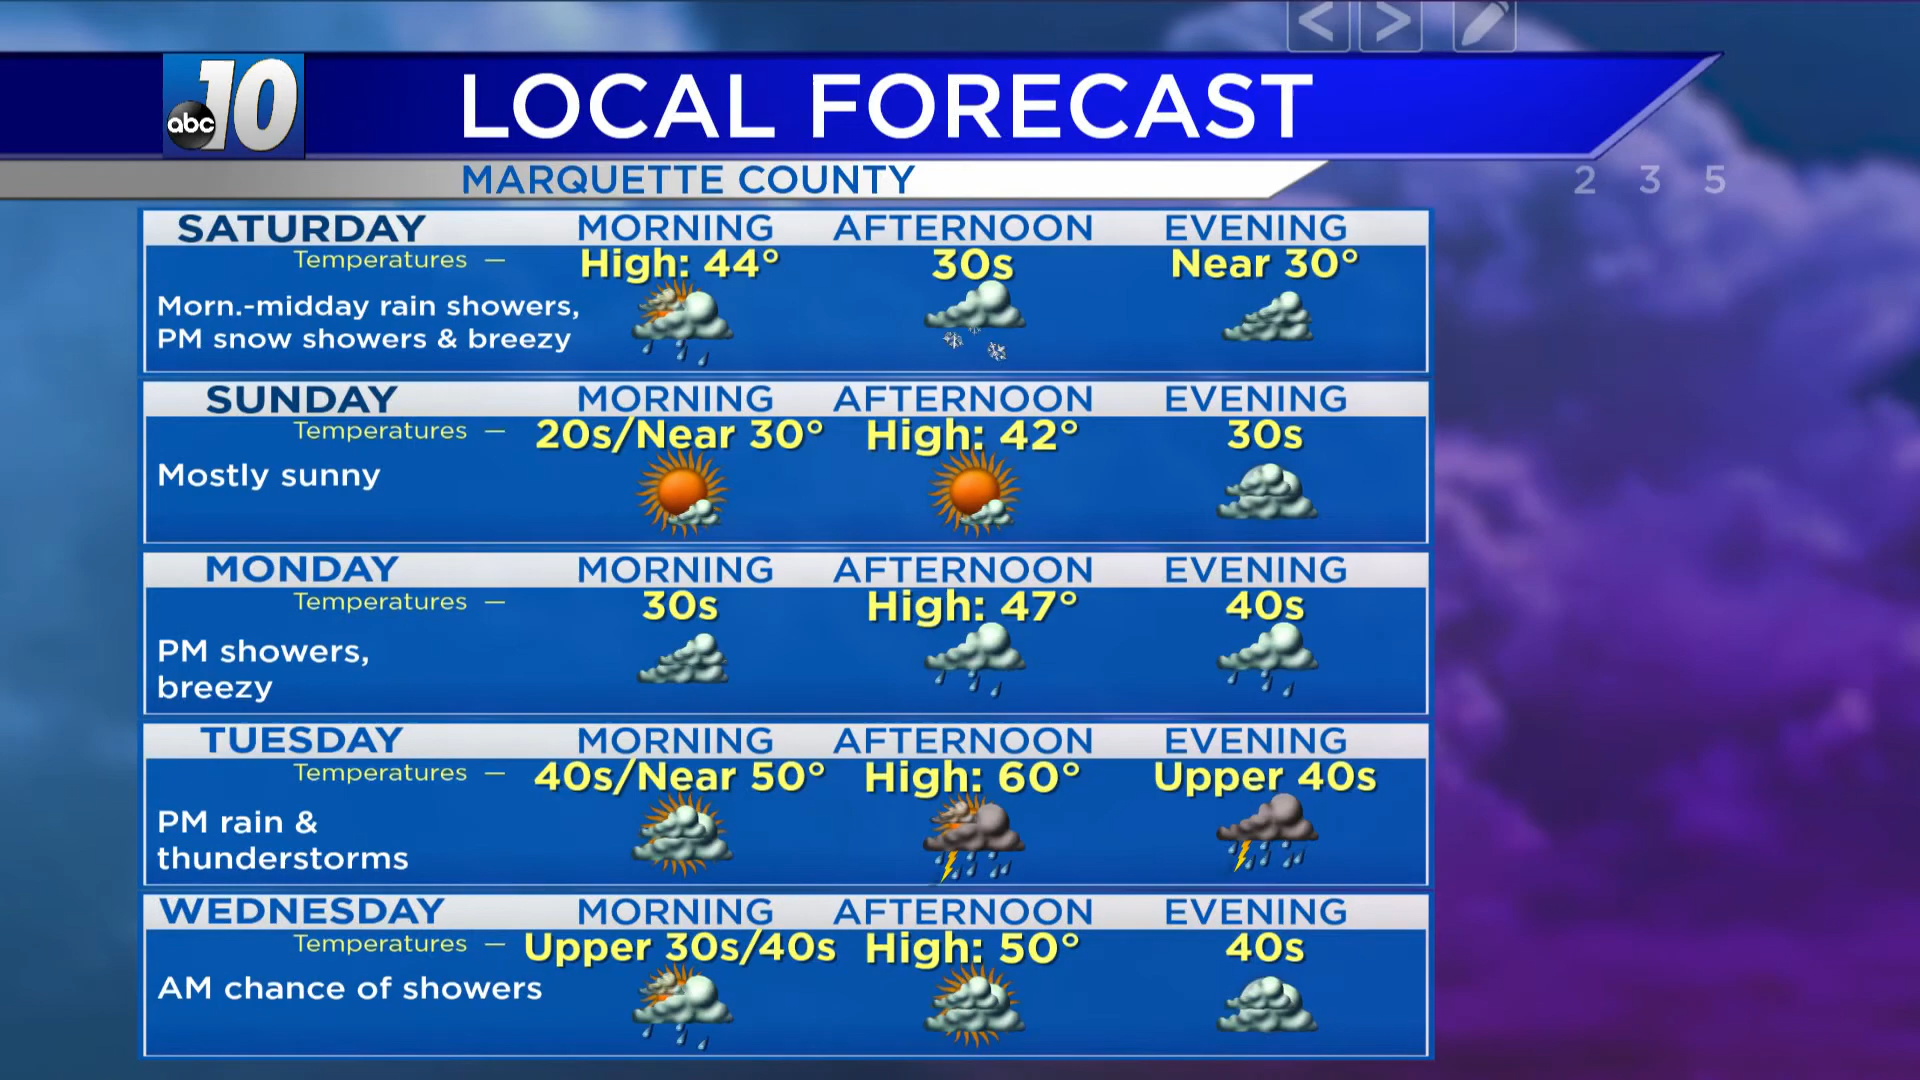 < >
abc 10
LOCAL FORECAST
MARQUETTE COUNTY
2 3 5
SATURDAY MORNING AFTERNOON EVENING
Temperatures — High: 44° 30s Near 30°
Morn.-midday rain showers,
PM snow showers & breezy
SUNDAY MORNING AFTERNOON EVENING
Temperatures — 20s/Near 30° High: 42° 30s
Mostly sunny
MONDAY MORNING AFTERNOON EVENING
Temperatures — 30s High: 47° 40s
PM showers,
breezy
TUESDAY MORNING AFTERNOON EVENING
Temperatures — 40s/Near 50° High: 60° Upper 40s
PM rain &
thunderstorms
WEDNESDAY MORNING AFTERNOON EVENING
Temperatures — Upper 30s/40s High: 50° 40s
AM chance of showers